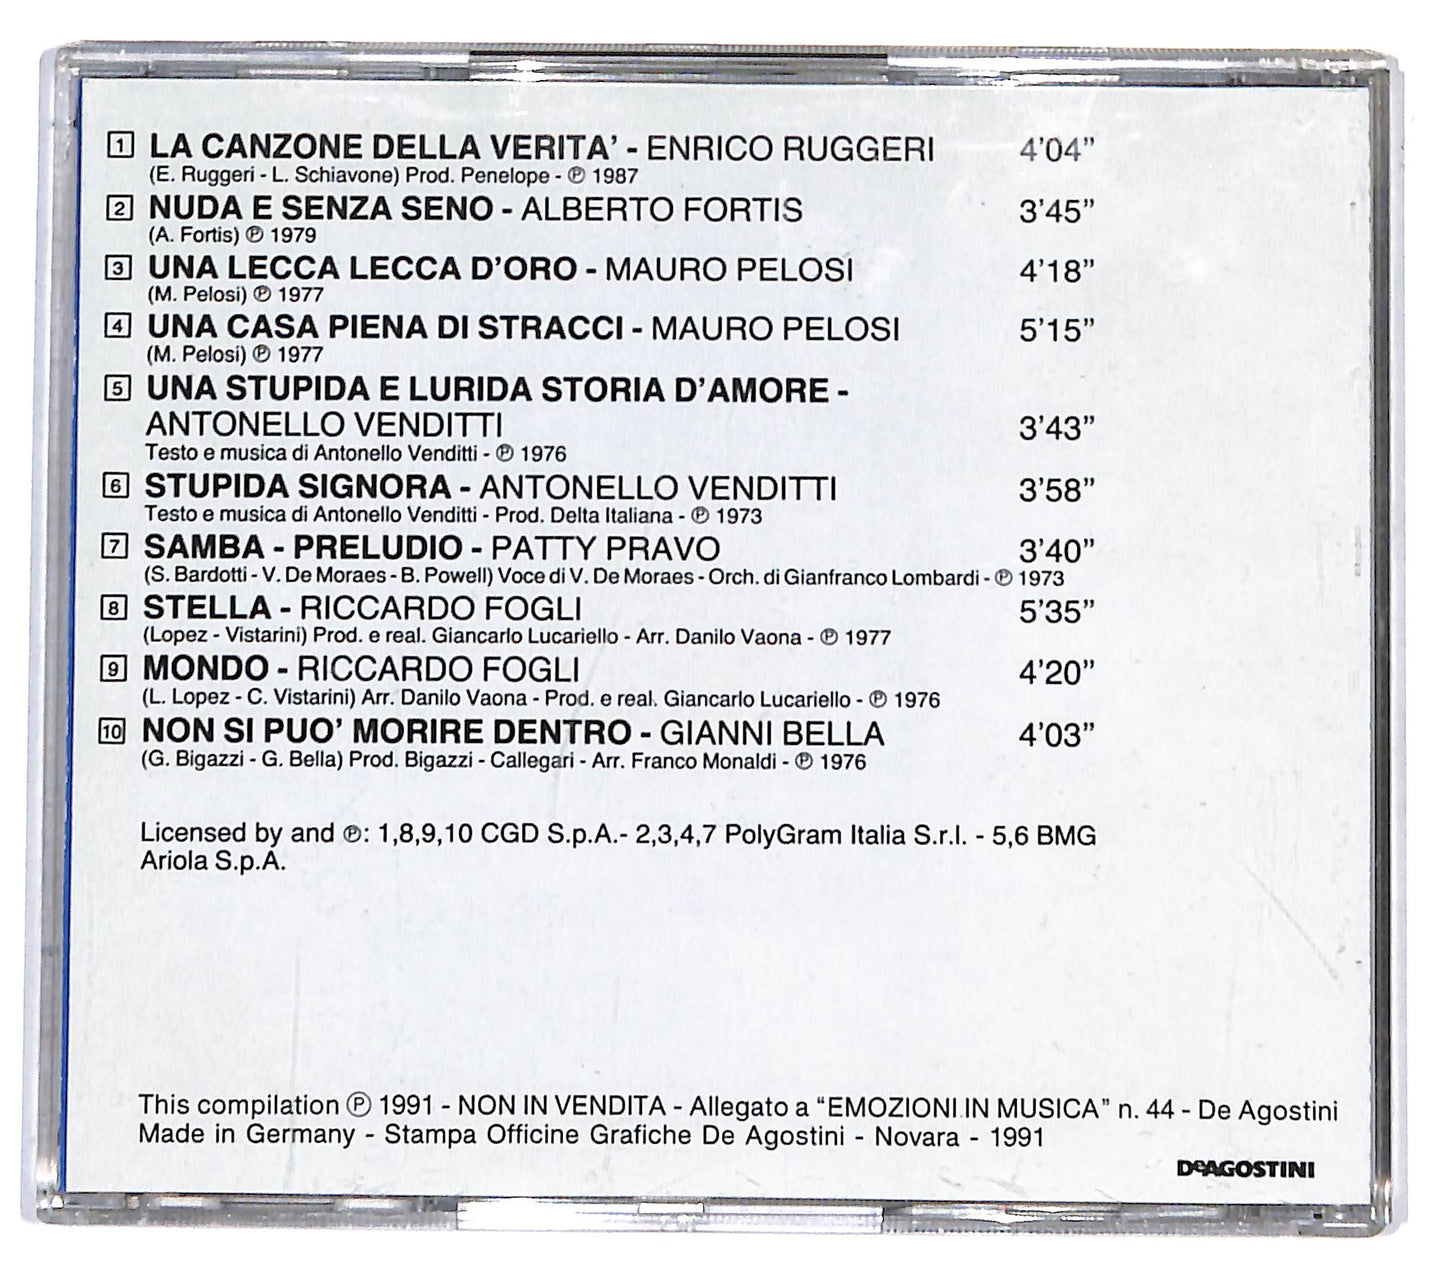 1 LA CANZONE DELLA VERITA' - ENRICO RUGGERI 4'04"
(E. Ruggeri - L. Schiavone) Prod. Penelope - ℗ 1987
2 NUDA E SENZA SENO - ALBERTO FORTIS 3'45"
(A. Fortis) ℗ 1979
3 UNA LECCA LECCA D'ORO - MAURO PELOSI 4'18"
(M. Pelosi) ℗ 1977
4 UNA CASA PIENA DI STRACCI - MAURO PELOSI 5'15"
(M. Pelosi) ℗ 1977
5 UNA STUPIDA E LURIDA STORIA D'AMORE -
ANTONELLO VENDITTI 3'43"
Testo e musica di Antonello Venditti - ℗ 1976
6 STUPIDA SIGNORA - ANTONELLO VENDITTI 3'58"
Testo e musica di Antonello Venditti - Prod. Delta Italiana - ℗ 1973
7 SAMBA - PRELUDIO - PATTY PRAVO 3'40"
(S. Bardotti - V. De Moraes - B. Powell) Voce di V. De Moraes - Orch. di Gianfranco Lombardi - ℗ 1973
8 STELLA - RICCARDO FOGLI 5'35"
(Lopez - Vistarini) Prod. e real. Giancarlo Lucariello - Arr. Danilo Vaona - ℗ 1977
9 MONDO - RICCARDO FOGLI 4'20"
(L. Lopez - C. Vistarini) Arr. Danilo Vaona - Prod. e real. Giancarlo Lucariello - ℗ 1976
10 NON SI PUO' MORIRE DENTRO - GIANNI BELLA 4'03"
(G. Bigazzi - G. Bella) Prod. Bigazzi - Callegari - Arr. Franco Monaldi - ℗ 1976
Licensed by and ℗: 1,8,9,10 CGD S.p.A.- 2,3,4,7 PolyGram Italia S.r.l. - 5,6 BMG
Ariola S.p.A.
This compilation ℗ 1991 - NON IN VENDITA - Allegato a “EMOZIONI IN MUSICA” n. 44 - De Agostini
Made in Germany - Stampa Officine Grafiche De Agostini - Novara - 1991
DeAGOSTINI